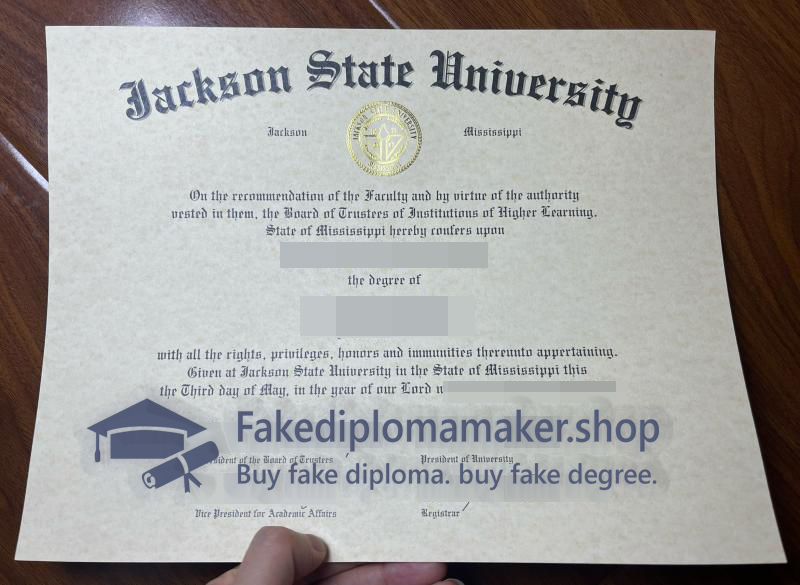 Jackson State University
Jackson
Mississippi
JACKSON STATE UNIVERSITY
On the recommendation of the Faculty and by virtue of the authority
vested in them, the Board of Trustees of Institutions of Higher Learning,
State of Mississippi hereby confers upon
the degree of
with all the rights, privileges, honors and immunities thereunto appertaining.
Given at Jackson State University in the State of Mississippi this
the Third day of May, in the year of our Lord
Fakediplomamaker.shop
of the Board of Trustees
President of University
Buy fake diploma. buy fake degree.
Vice President for Academic Affairs
Registrar